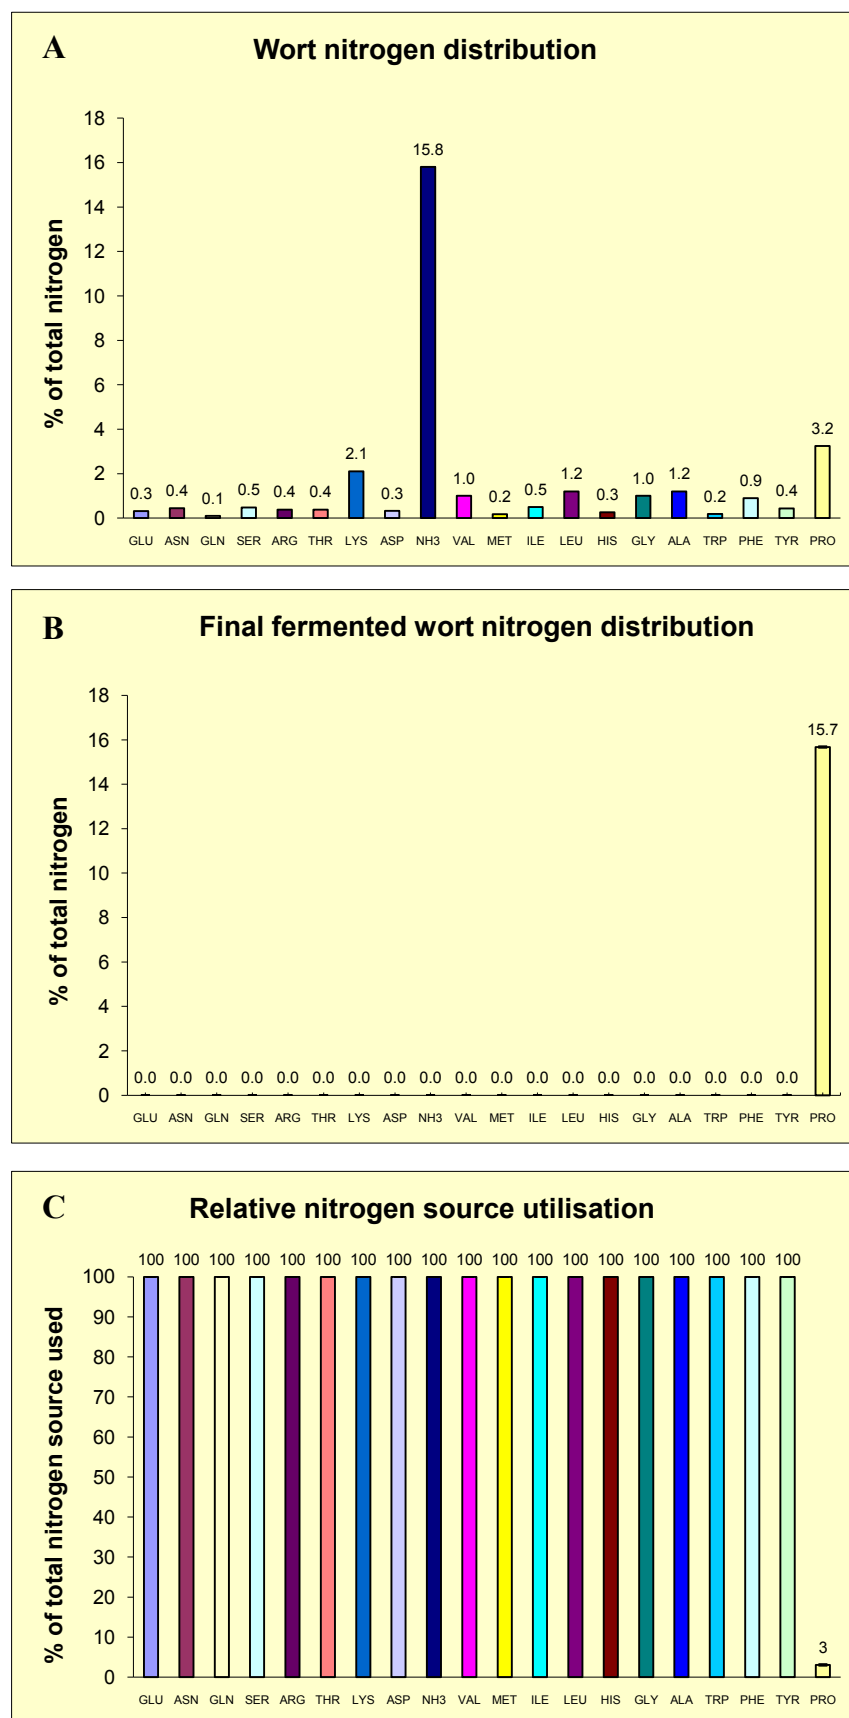 A
Wort nitrogen distribution
% of total nitrogen
18
16
14
12
10
8
6
4
2
0
0.3 0.4 0.1 0.5 0.4 0.4 2.1 0.3 15.8 1.0 0.2 0.5 1.2 0.3 1.0 1.2 0.2 0.9 0.4 3.2
GLU ASN GLN SER ARG THR LYS ASP NH3 VAL MET ILE LEU HIS GLY ALA TRP PHE TYR PRO
B
Final fermented wort nitrogen distribution
% of total nitrogen
18
16
14
12
10
8
6
4
2
0
0.0 0.0 0.0 0.0 0.0 0.0 0.0 0.0 0.0 0.0 0.0 0.0 0.0 0.0 0.0 0.0 0.0 0.0 0.0 15.7
GLU ASN GLN SER ARG THR LYS ASP NH3 VAL MET ILE LEU HIS GLY ALA TRP PHE TYR PRO
C
Relative nitrogen source utilisation
% of total nitrogen source used
100 100 100 100 100 100 100 100 100 100 100 100 100 100 100 100 100 100 100 3
100
90
80
70
60
50
40
30
20
10
0
GLU ASN GLN SER ARG THR LYS ASP NH3 VAL MET ILE LEU HIS GLY ALA TRP PHE TYR PRO